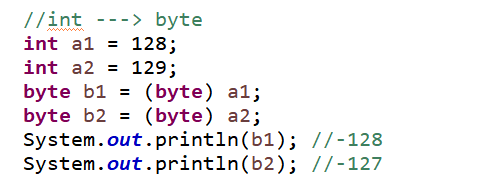 //int ---> byte
int a1 = 128;
int a2 = 129;
byte b1 = (byte) a1;
byte b2 = (byte) a2;
System.out.println(b1); //-128
System.out.println(b2); //-127